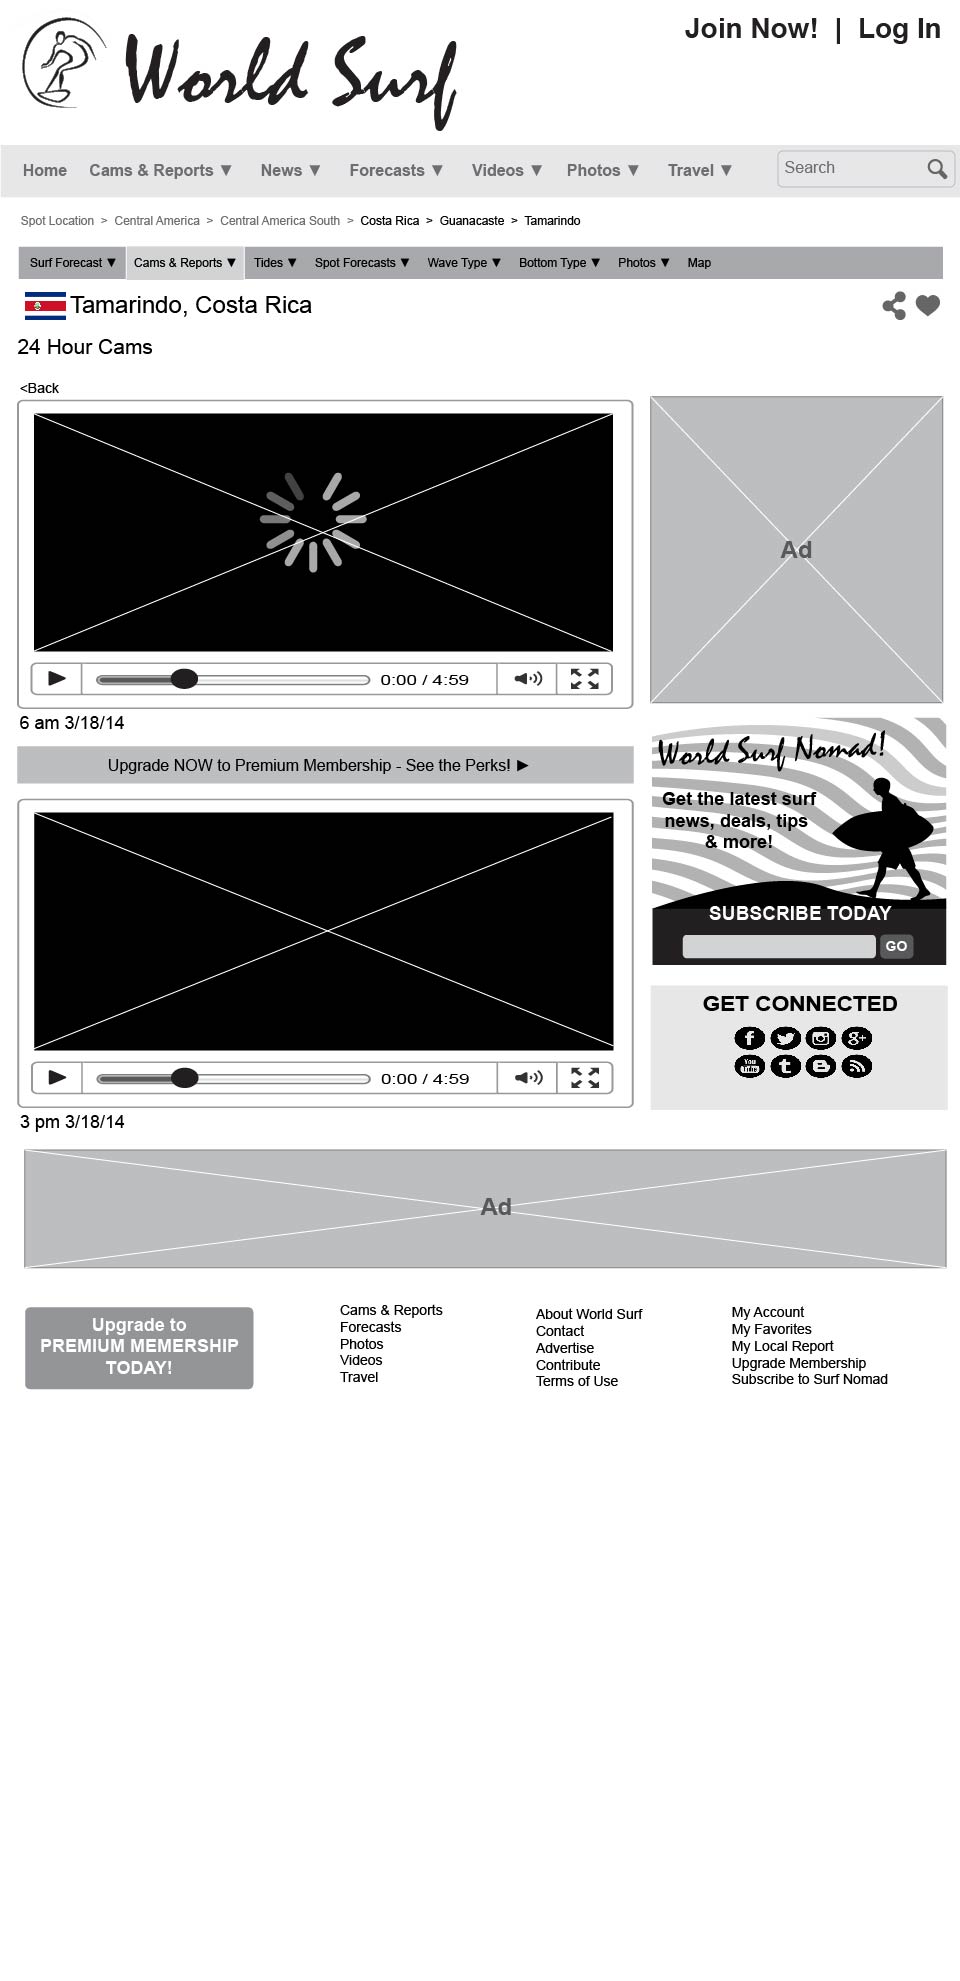 World Surf
Join Now! | Log In
Home Cams & Reports ▼ News ▼ Forecasts ▼ Videos ▼ Photos ▼ Travel ▼ Search
Spot Location > Central America > Central America South > Costa Rica > Guanacaste > Tamarindo
Surf Forecast ▼ Cams & Reports ▼ Tides ▼ Spot Forecasts ▼ Wave Type ▼ Bottom Type ▼ Photos ▼ Map
Tamarindo, Costa Rica
24 Hour Cams
<Back
0:00 / 4:59
6 am 3/18/14
Upgrade NOW to Premium Membership - See the Perks! ►
0:00 / 4:59
3 pm 3/18/14
Ad
World Surf Nomad!
Get the latest surf
news, deals, tips
& more!
SUBSCRIBE TODAY
GO
GET CONNECTED
f g+
You Tube t B
Ad
Upgrade to
PREMIUM MEMERSHIP
TODAY!
Cams & Reports
Forecasts
Photos
Videos
Travel
About World Surf
Contact
Advertise
Contribute
Terms of Use
My Account
My Favorites
My Local Report
Upgrade Membership
Subscribe to Surf Nomad